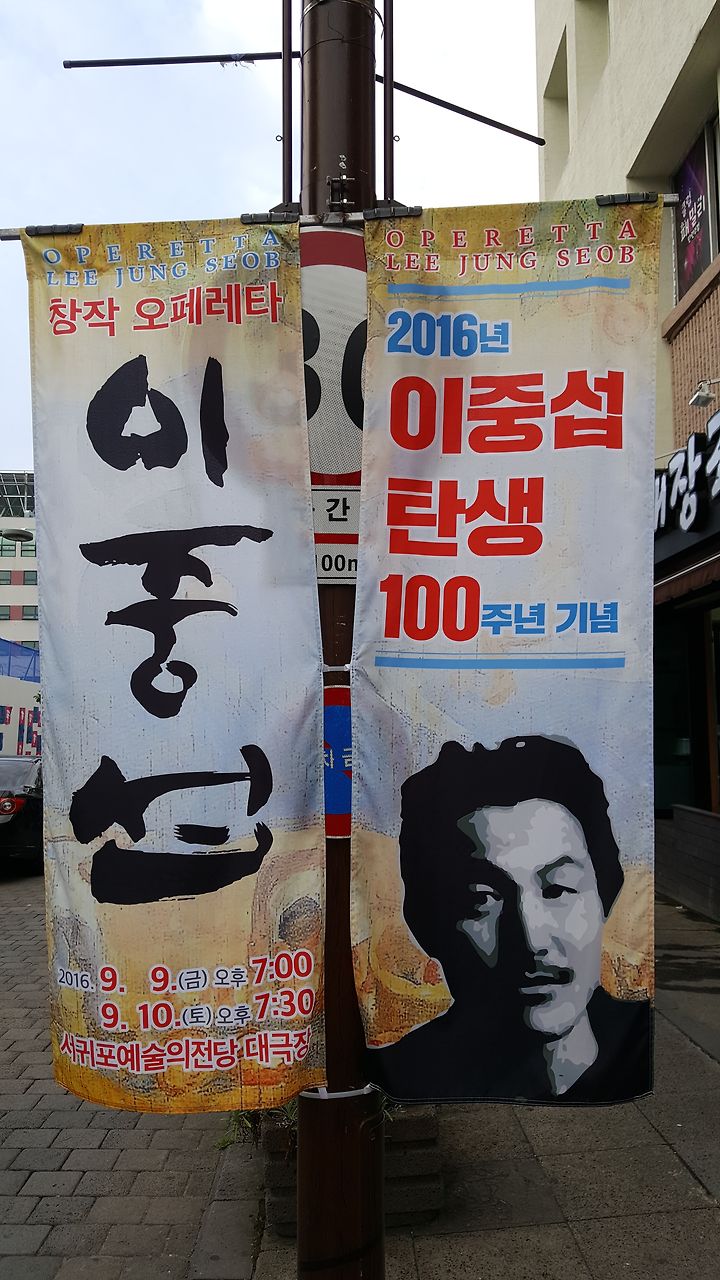 OPERETTA
LEE JUNG SEOB
창작 오페레타
이
중
섭
2016. 9. 9.(금) 오후 7:00
9. 10.(토) 오후 7:30
서귀포예술의전당 대극장
OPERETTA
LEE JUNG SEOB
2016년
이중섭
탄생
100주년 기념
간
100m